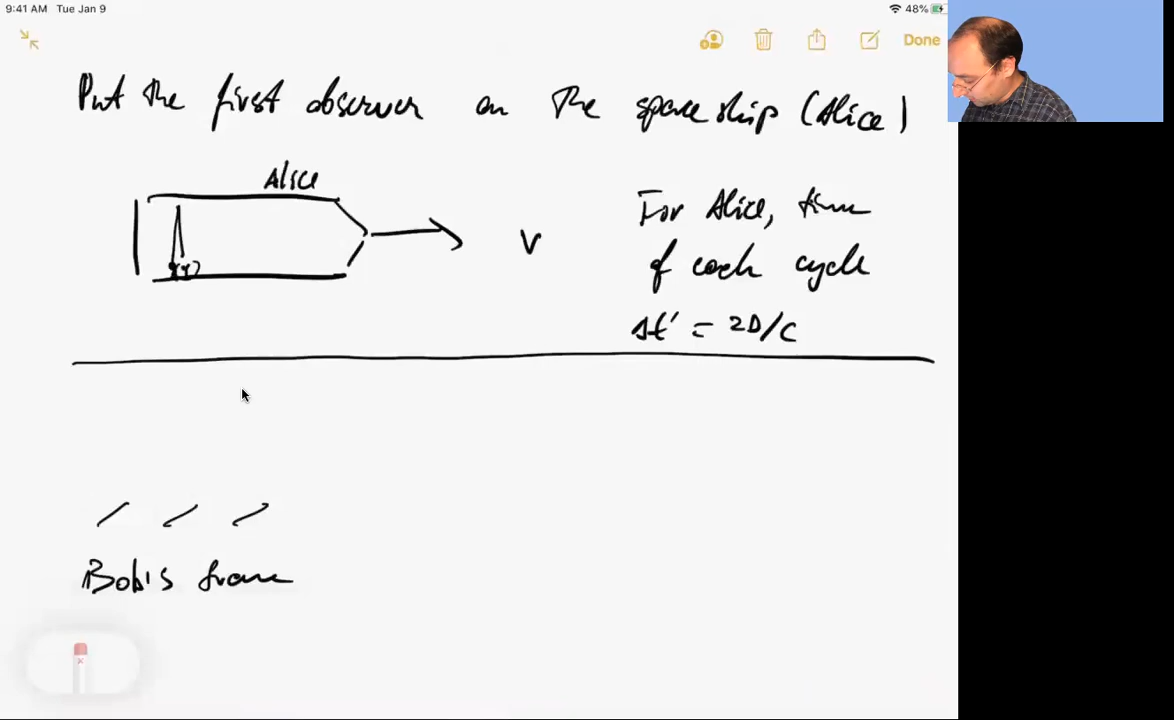 9:41 AM Tue Jan 9
48%
Done
Put the first observer on the spaceship (Alice)
Alice
V
For Alice, time
of each cycle
Δt' = 2D/C
Bob's frame